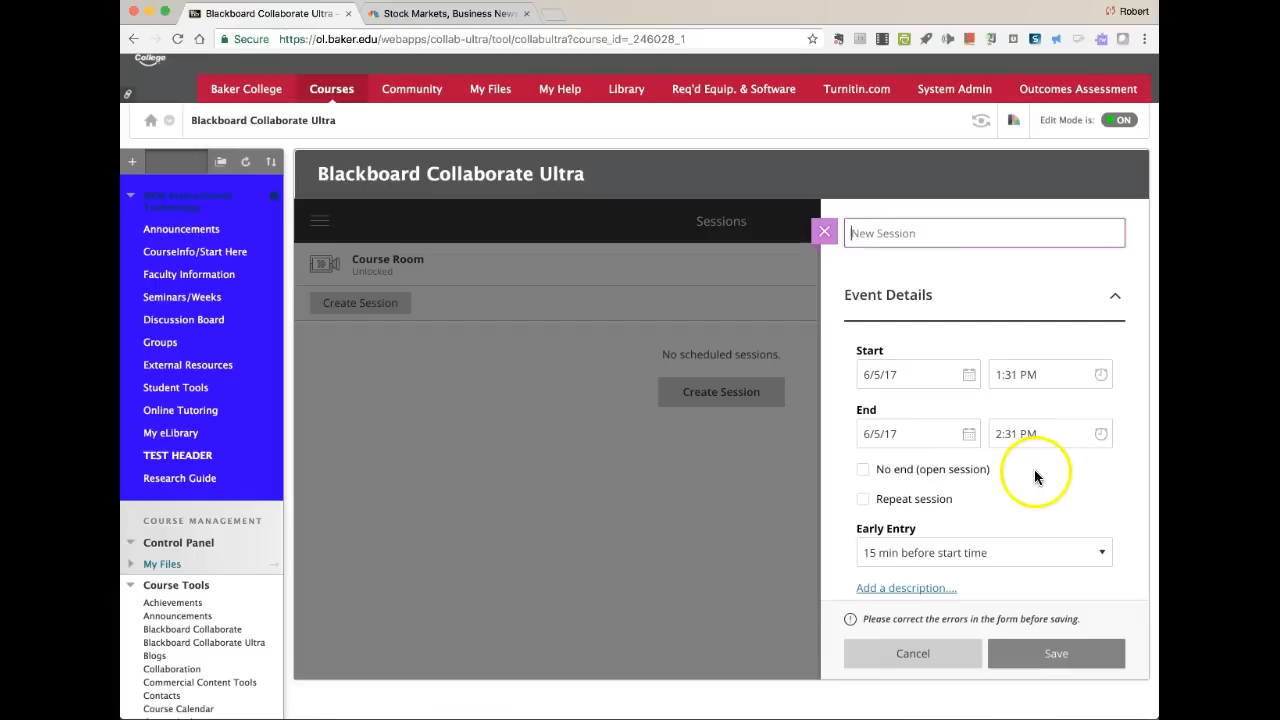 Blackboard Collaborate Ultra -
Stock Markets, Business News
Robert
Secure https://ol.baker.edu/webapps/collab-ultra/tool/collabultra?course_id=_246028_1
College
Baker College Courses Community My Files My Help Library Req'd Equip. & Software Turnitin.com System Admin Outcomes Assessment
Blackboard Collaborate Ultra
Edit Mode is: ON
NEW Instructional
Technology
Announcements
CourseInfo/Start Here
Faculty Information
Seminars/Weeks
Discussion Board
Groups
External Resources
Student Tools
Online Tutoring
My eLibrary
TEST HEADER
Research Guide
COURSE MANAGEMENT
Control Panel
My Files
Course Tools
Achievements
Announcements
Blackboard Collaborate
Blackboard Collaborate Ultra
Blogs
Collaboration
Commercial Content Tools
Contacts
Course Calendar
Blackboard Collaborate Ultra
Sessions
Course Room
Unlocked
Create Session
No scheduled sessions.
Create Session
New Session
Event Details
Start
6/5/17 1:31 PM
End
6/5/17 2:31 PM
No end (open session)
Repeat session
Early Entry
15 min before start time
Add a description....
Please correct the errors in the form before saving.
Cancel Save